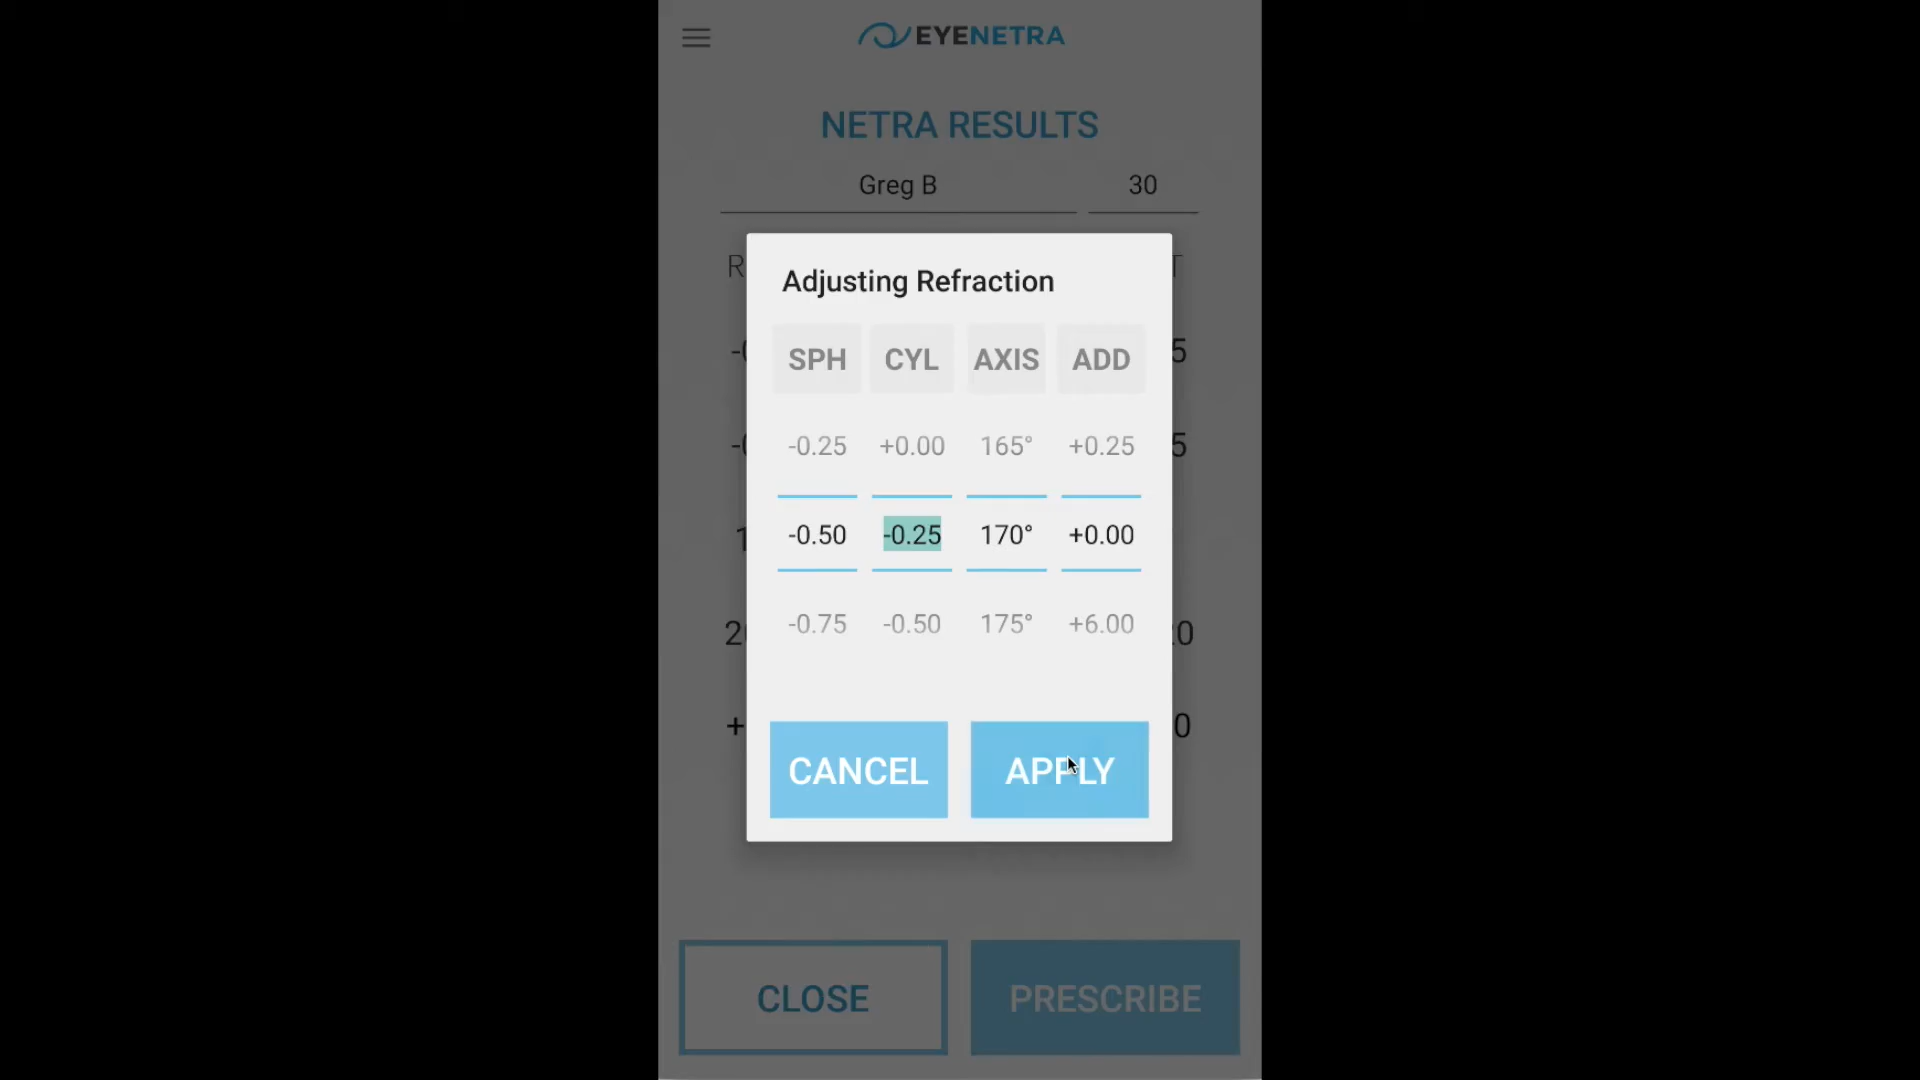 EYENETRA
NETRA RESULTS
Greg B 30
Adjusting Refraction
SPH CYL AXIS ADD
-0.25 +0.00 165° +0.25
-0.50 -0.25 170° +0.00
-0.75 -0.50 175° +6.00
CANCEL APPLY
CLOSE PRESCRIBE